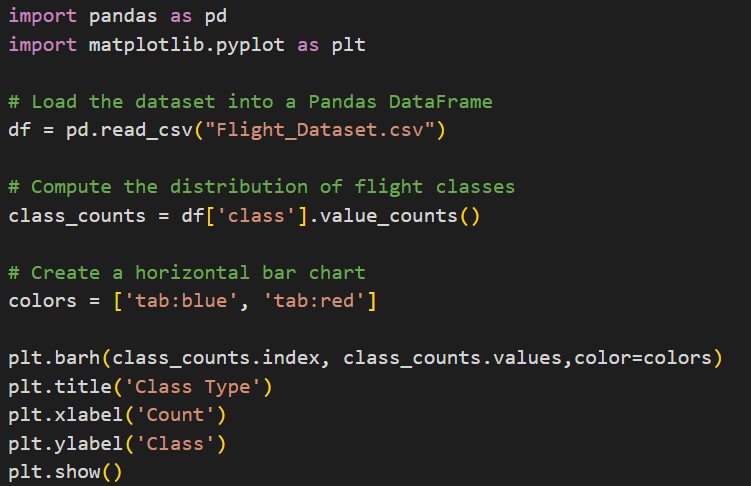 import pandas as pd
import matplotlib.pyplot as plt
# Load the dataset into a Pandas DataFrame
df = pd.read_csv("Flight_Dataset.csv")
# Compute the distribution of flight classes
class_counts = df['class'].value_counts()
# Create a horizontal bar chart
colors = ['tab:blue', 'tab:red']
plt.barh(class_counts.index, class_counts.values,color=colors)
plt.title('Class Type')
plt.xlabel('Count')
plt.ylabel('Class')
plt.show()